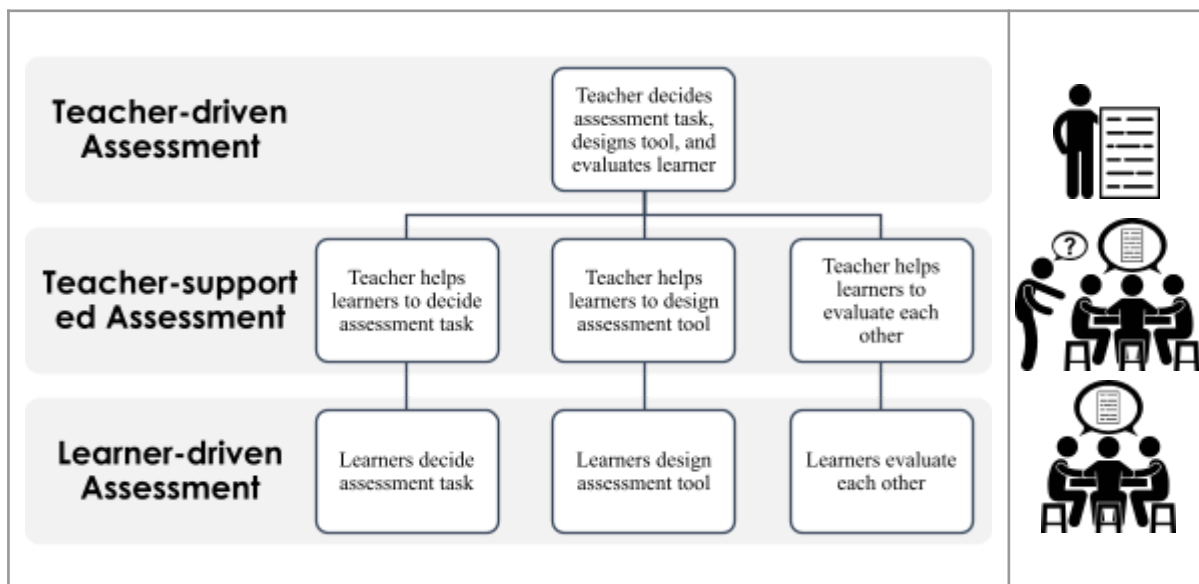 Teacher-driven
Assessment
Teacher decides
assessment task,
designs tool, and
evaluates learner
Teacher-support
ed Assessment
Teacher helps
learners to decide
assessment task
Teacher helps
learners to design
assessment tool
Teacher helps
learners to
evaluate each
other
?
Learner-driven
Assessment
Learners decide
assessment task
Learners design
assessment tool
Learners evaluate
each other